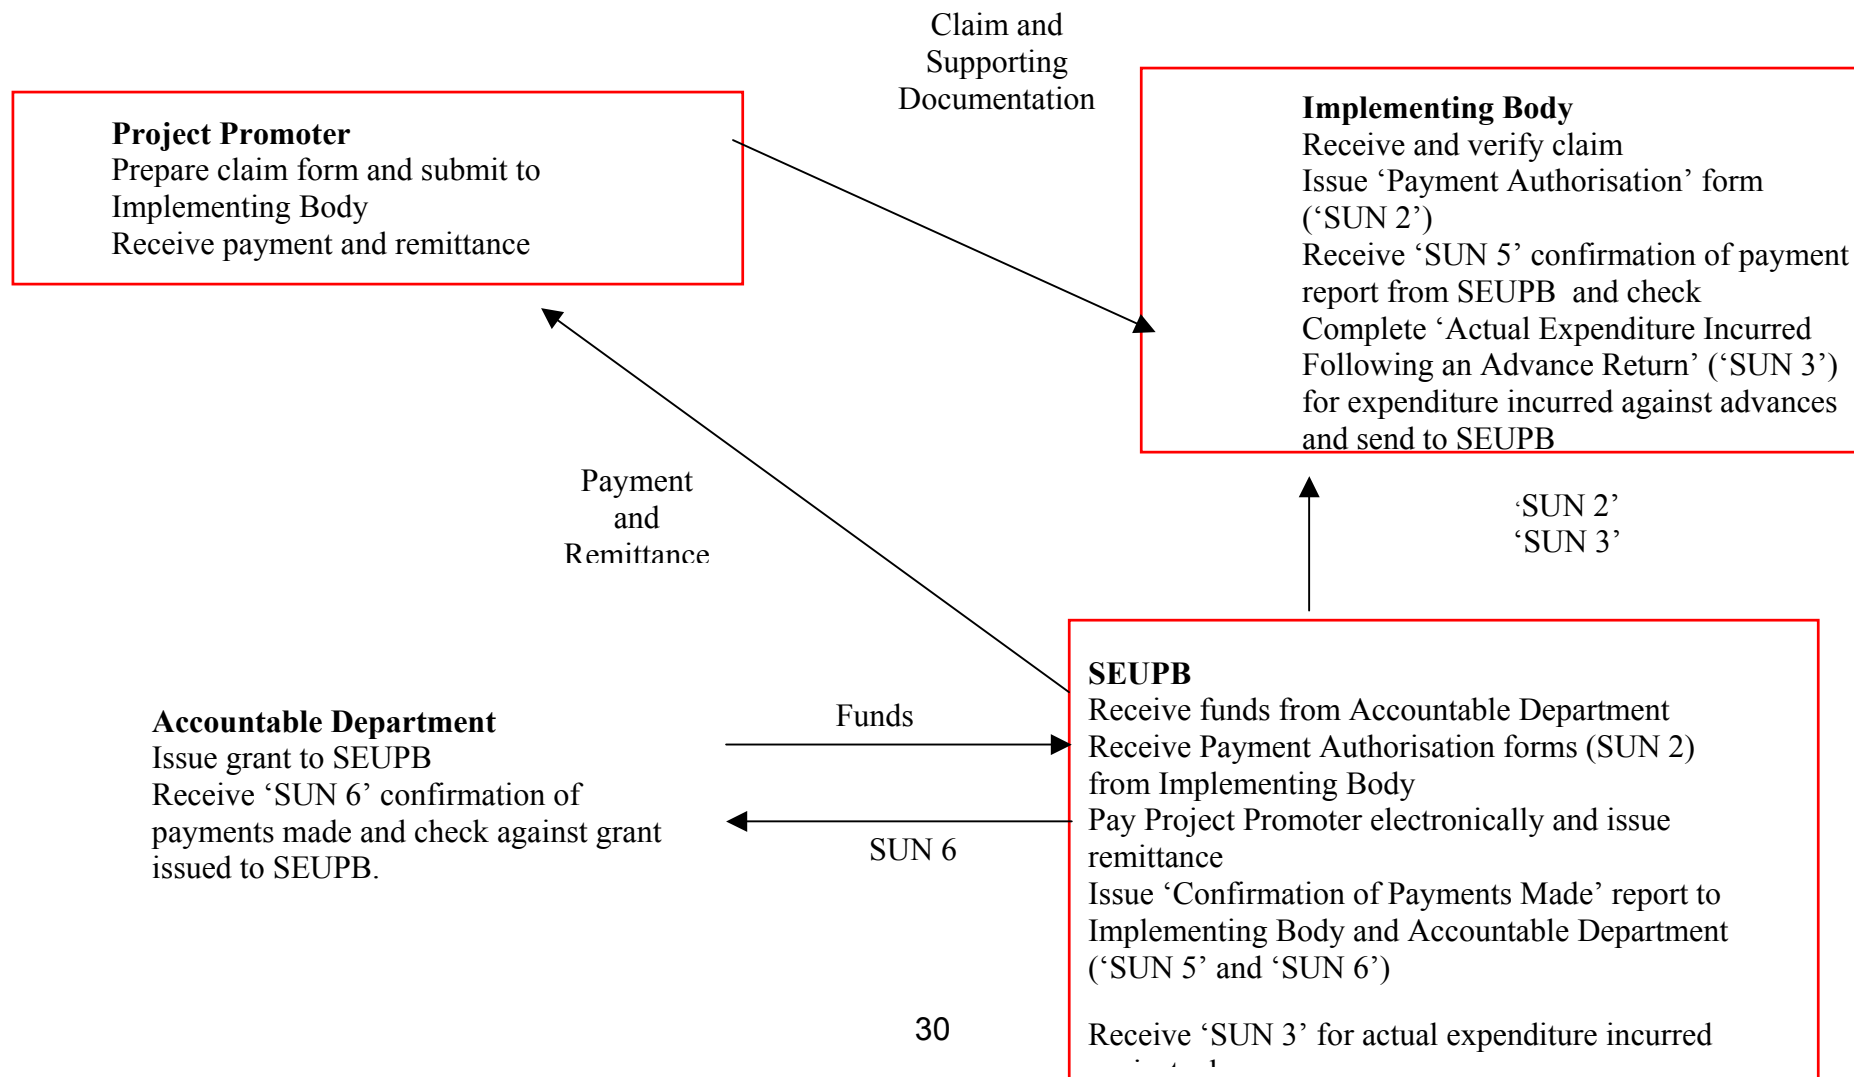 Claim and
Supporting
Documentation
Project Promoter
Prepare claim form and submit to
Implementing Body
Receive payment and remittance
Implementing Body
Receive and verify claim
Issue ‘Payment Authorisation’ form
(‘SUN 2’)
Receive ‘SUN 5’ confirmation of payment
report from SEUPB  and check
Complete ‘Actual Expenditure Incurred
Following an Advance Return’ (‘SUN 3’)
for expenditure incurred against advances
and send to SEUPB
Payment
and
Remittance
‘SUN 2’
‘SUN 3’
Accountable Department
Issue grant to SEUPB
Receive ‘SUN 6’ confirmation of
payments made and check against grant
issued to SEUPB.
Funds
SUN 6
SEUPB
Receive funds from Accountable Department
Receive Payment Authorisation forms (SUN 2)
from Implementing Body
Pay Project Promoter electronically and issue
remittance
Issue ‘Confirmation of Payments Made’ report to
Implementing Body and Accountable Department
(‘SUN 5’ and ‘SUN 6’)
Receive ‘SUN 3’ for actual expenditure incurred
30